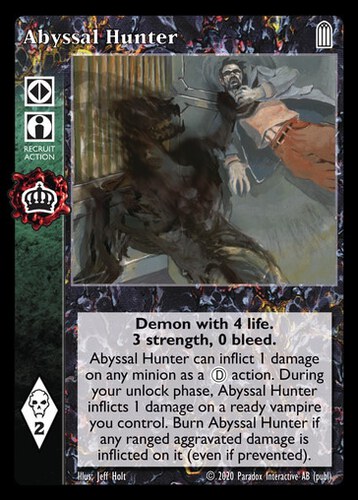 Abyssal Hunter
RECRUIT
ACTION
Demon with 4 life.
3 strength, 0 bleed.
Abyssal Hunter can inflict 1 damage
on any minion as a Ⓓ action. During
your unlock phase, Abyssal Hunter
inflicts 1 damage on a ready vampire
you control. Burn Abyssal Hunter if
any ranged aggravated damage is
inflicted on it (even if prevented).
2
Illus: Jeff Holt © 2020 Paradox Interactive AB (publ)